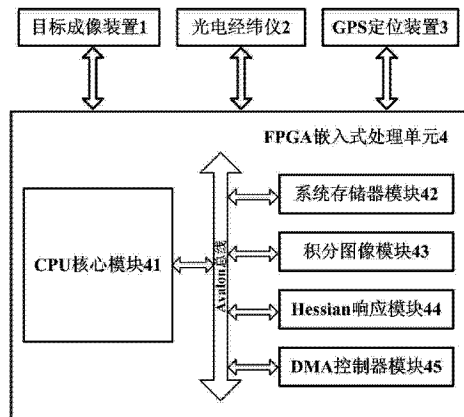 目标成像装置1
光电经纬仪2
GPS定位装置3
FPGA嵌入式处理单元4
CPU核心模块41
Avalon总线
系统存储器模块42
积分图像模块43
Hessian响应模块44
DMA控制器模块45